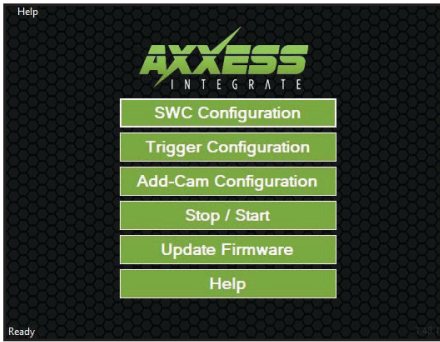 Help
AXXESS
INTEGRATE
SWC Configuration
Trigger Configuration
Add-Cam Configuration
Stop / Start
Update Firmware
Help
Ready